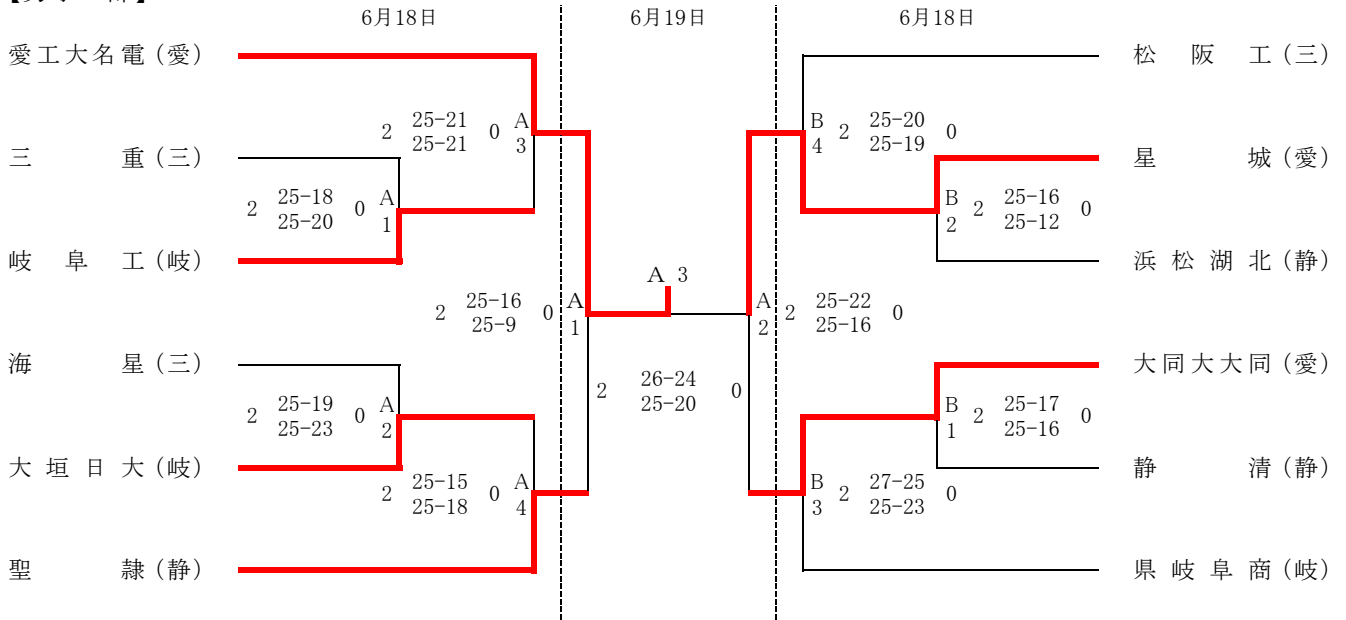 6月18日 6月19日 6月18日
愛工大名電(愛) 松阪工(三)
2 25-21 0 A B 2 25-20 0
25-21 3 4 25-19
三重(三) 星城(愛)
2 25-18 0 A B 2 25-16 0
25-20 1 2 25-12
岐阜工(岐) 浜松湖北(静)
A 3
2 25-16 0 A A 2 25-22 0
25-9 1 2 25-16
海星(三) 大同大大同(愛)
2 26-24 0
25-20
2 25-19 0 A B 2 25-17 0
25-23 2 1 25-16
大垣日大(岐) 静清(静)
2 25-15 0 A B 2 27-25 0
25-18 4 3 25-23
聖隷(静) 県岐阜商(岐)